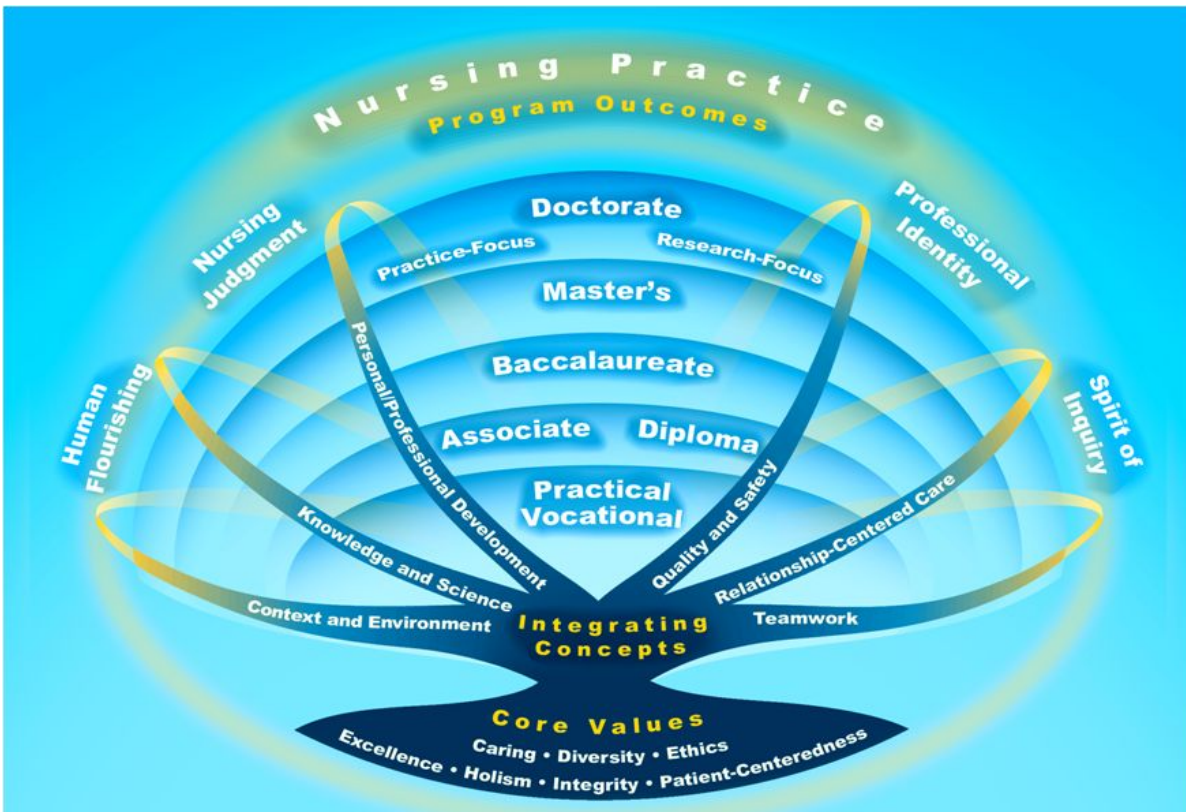 Nursing Practice
Program Outcomes
Nursing
Judgment
Professional
Identity
Human
Flourishing
Spirit of
Inquiry
Doctorate
Practice-Focus
Research-Focus
Master's
Baccalaureate
Associate
Diploma
Practical
Vocational
Context and Environment
Knowledge and Science
Personal/Professional Development
Quality and Safety
Relationship-Centered Care
Teamwork
Integrating
Concepts
Core Values
Caring • Diversity • Ethics
Excellence • Holism • Integrity • Patient-Centeredness